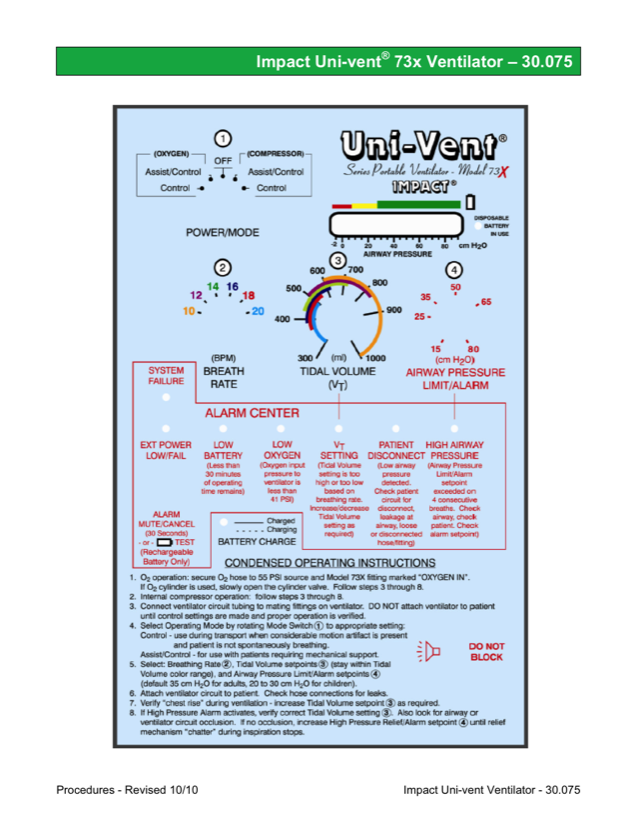 Impact Uni-vent® 73x Ventilator – 30.075
1
(OXYGEN)
OFF
(COMPRESSOR)
Assist/Control
Assist/Control
Control
Control
POWER/MODE
Uni-Vent®
Series Portable Ventilator - Model 73X
IMPACT®
DISPOSABLE
BATTERY
IN USE
-2 0 20 40 60 80 cm H2O
AIRWAY PRESSURE
2
10 12 14 16 18 20
(BPM)
BREATH
RATE
3
300 400 500 600 700 800 900 1000
(ml)
TIDAL VOLUME
(VT)
4
15 25 35 50 65 80
(cm H2O)
AIRWAY PRESSURE
LIMIT/ALARM
SYSTEM
FAILURE
ALARM CENTER
EXT POWER
LOW/FAIL
LOW
BATTERY
(Less than
30 minutes
of operating
time remains)
LOW
OXYGEN
(Oxygen input
pressure to
ventilator is
less than
41 PSI)
VT
SETTING
(Tidal Volume
setting is too
high or too low
based on
breathing rate.
Increase/decrease
Tidal Volume
setting as
required)
PATIENT
DISCONNECT
(Low airway
pressure
detected.
Check patient
circuit for
disconnect,
leakage at
airway, loose
or disconnected
hose/fitting)
HIGH AIRWAY
PRESSURE
(Airway Pressure
Limit/Alarm
setpoint
exceeded on
4 consecutive
breaths. Check
airway, check
patient. Check
alarm setpoint)
ALARM
MUTE/CANCEL
(30 Seconds)
- or - TEST
(Rechargeable
Battery Only)
Charged
Charging
BATTERY CHARGE
CONDENSED OPERATING INSTRUCTIONS
1. O2 operation: secure O2 hose to 55 PSI source and Model 73X fitting marked "OXYGEN IN".
If O2 cylinder is used, slowly open the cylinder valve. Follow steps 3 through 8.
2. Internal compressor operation: follow steps 3 through 8.
3. Connect ventilator circuit tubing to mating fittings on ventilator. DO NOT attach ventilator to patient
until control settings are made and proper operation is verified.
4. Select Operating Mode by rotating Mode Switch ① to appropriate setting:
Control - use during transport when considerable motion artifact is present
and patient is not spontaneously breathing.
Assist/Control - for use with patients requiring mechanical support.
5. Select: Breathing Rate ②, Tidal Volume setpoints ③ (stay within Tidal
Volume color range), and Airway Pressure Limit/Alarm setpoints ④
(default 35 cm H2O for adults, 20 to 30 cm H2O for children).
6. Attach ventilator circuit to patient. Check hose connections for leaks.
7. Verify "chest rise" during ventilation - increase Tidal Volume setpoint ③ as required.
8. If High Pressure Alarm activates, verify correct Tidal Volume setting ③. Also look for airway or
ventilator circuit occlusion. If no occlusion, increase High Pressure Relief/Alarm setpoint ④ until relief
mechanism "chatter" during inspiration stops.
DO NOT
BLOCK
Procedures - Revised 10/10
Impact Uni-vent Ventilator - 30.075